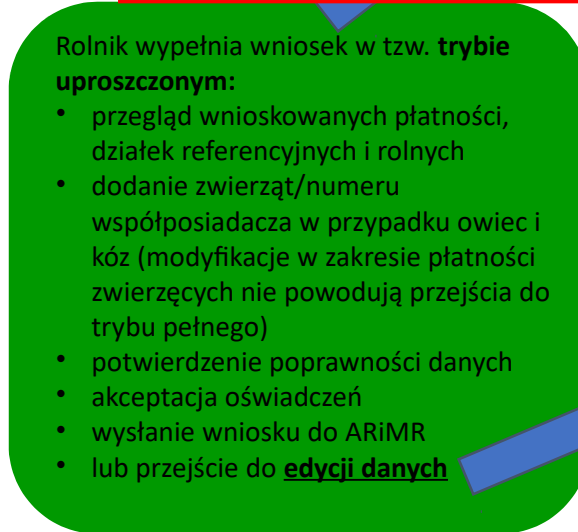 Rolnik wypełnia wniosek w tzw. trybie
uproszczonym:
• przegląd wnioskowanych płatności,
działek referencyjnych i rolnych
• dodanie zwierząt/numeru
współposiadacza w przypadku owiec i
kóz (modyfikacje w zakresie płatności
zwierzęcych nie powodują przejścia do
trybu pełnego)
• potwierdzenie poprawności danych
• akceptacja oświadczeń
• wysłanie wniosku do ARiMR
• lub przejście do edycji danych